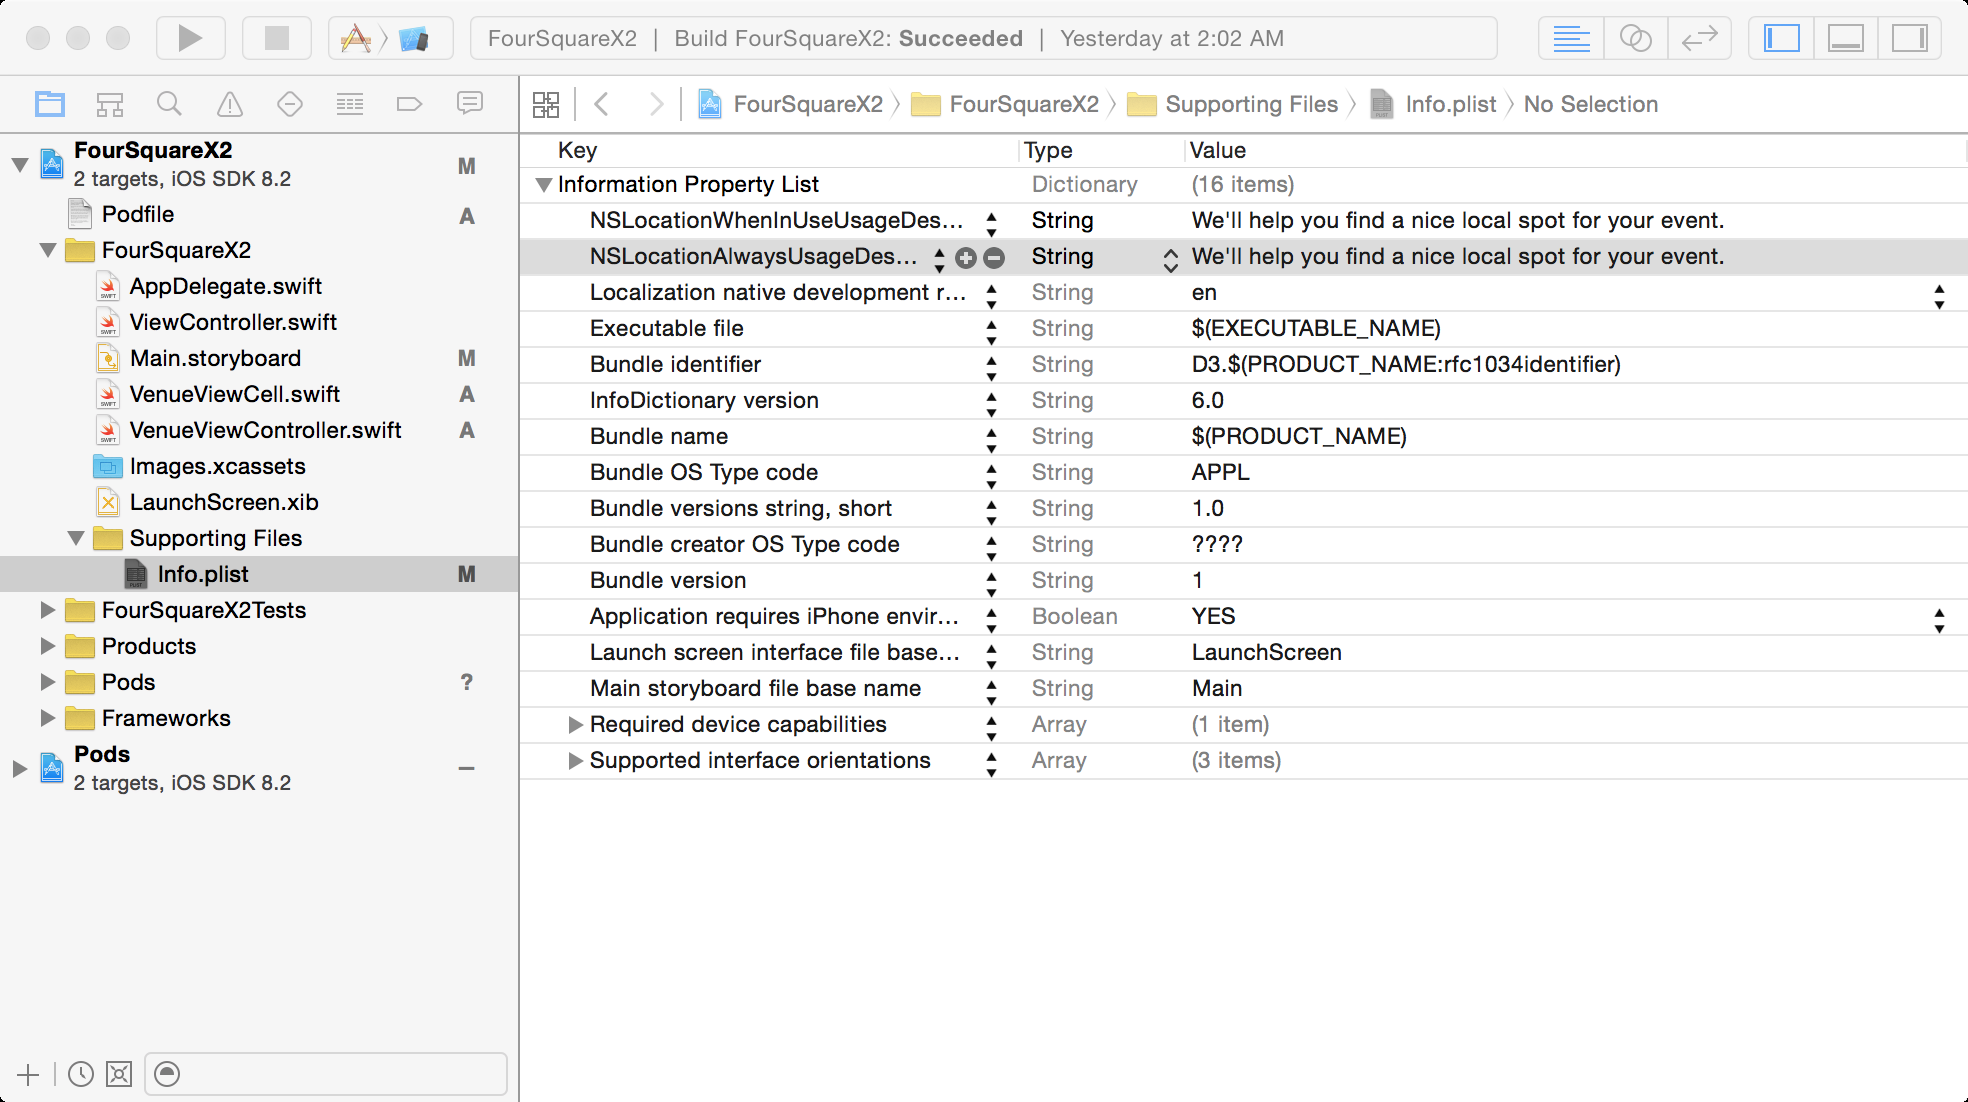 FourSquareX2 | Build FourSquareX2: Succeeded | Yesterday at 2:02 AM
FourSquareX2 FourSquareX2 Supporting Files Info.plist No Selection
FourSquareX2
2 targets, iOS SDK 8.2
M
Podfile A
FourSquareX2
AppDelegate.swift
ViewController.swift
Main.storyboard M
VenueViewCell.swift A
VenueViewController.swift A
Images.xcassets
LaunchScreen.xib
Supporting Files
Info.plist M
FourSquareX2Tests
Products
Pods ?
Frameworks
Pods
2 targets, iOS SDK 8.2
–
Key Type Value
Information Property List Dictionary (16 items)
NSLocationWhenInUseUsageDes... String We'll help you find a nice local spot for your event.
NSLocationAlwaysUsageDes... String We'll help you find a nice local spot for your event.
Localization native development r... String en
Executable file String $(EXECUTABLE_NAME)
Bundle identifier String D3.$(PRODUCT_NAME:rfc1034identifier)
InfoDictionary version String 6.0
Bundle name String $(PRODUCT_NAME)
Bundle OS Type code String APPL
Bundle versions string, short String 1.0
Bundle creator OS Type code String ????
Bundle version String 1
Application requires iPhone envir... Boolean YES
Launch screen interface file base... String LaunchScreen
Main storyboard file base name String Main
Required device capabilities Array (1 item)
Supported interface orientations Array (3 items)